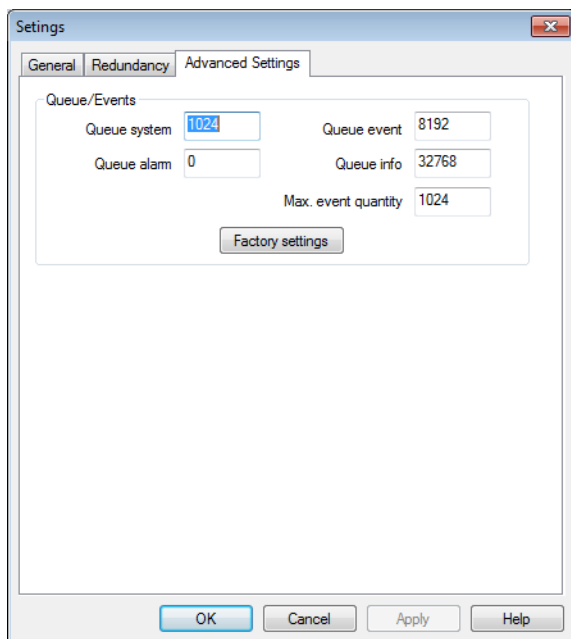 Setings
General Redundancy Advanced Settings
Queue/Events
Queue system 1024 Queue event 8192
Queue alarm 0 Queue info 32768
Max. event quantity 1024
Factory settings
OK Cancel Apply Help